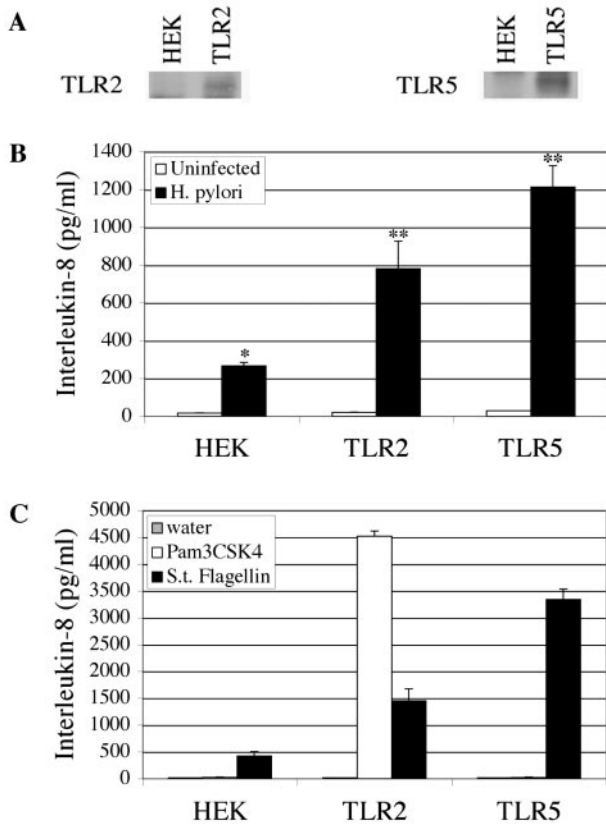 A
HEK
TLR2
TLR2
HEK
TLR5
TLR5
B
Interleukin-8 (pg/ml)
1400
1200
1000
800
600
400
200
0
Uninfected
H. pylori
*
**
**
HEK TLR2 TLR5
C
Interleukin-8 (pg/ml)
5000
4500
4000
3500
3000
2500
2000
1500
1000
500
0
water
Pam3CSK4
S.t. Flagellin
HEK TLR2 TLR5